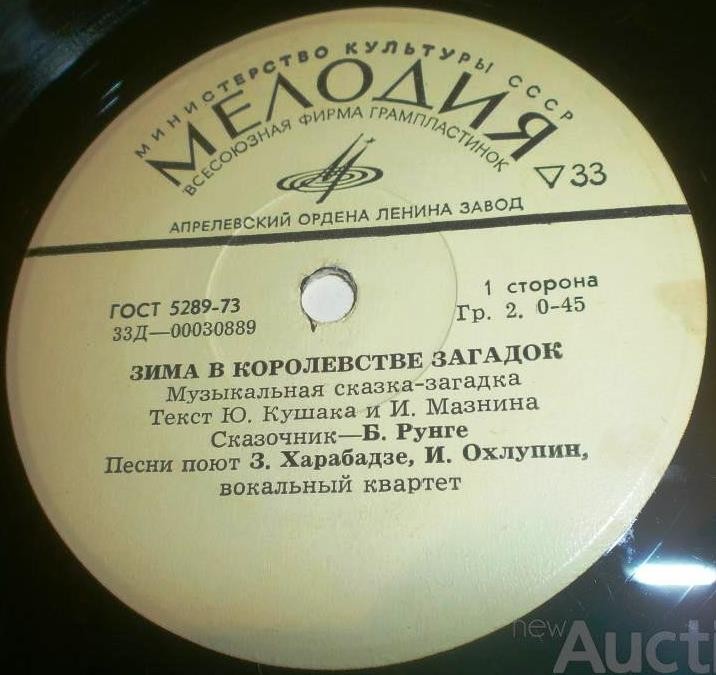 МИНИСТЕРСТВО КУЛЬТУРЫ СССР
МЕЛОДИЯ
ВСЕСОЮЗНАЯ ФИРМА ГРАМПЛАСТИНОК
33
АПРЕЛЕВСКИЙ ОРДЕНА ЛЕНИНА ЗАВОД
ГОСТ 5289-73
33Д—00030889
1 сторона
Гр. 2. 0-45
ЗИМА В КОРОЛЕВСТВЕ ЗАГАДОК
Музыкальная сказка-загадка
Текст Ю. Кушака и И. Мазнина
Сказочник—Б. Рунге
Песни поют З. Харабадзе, И. Охлупин,
вокальный квартет
new
Aucti